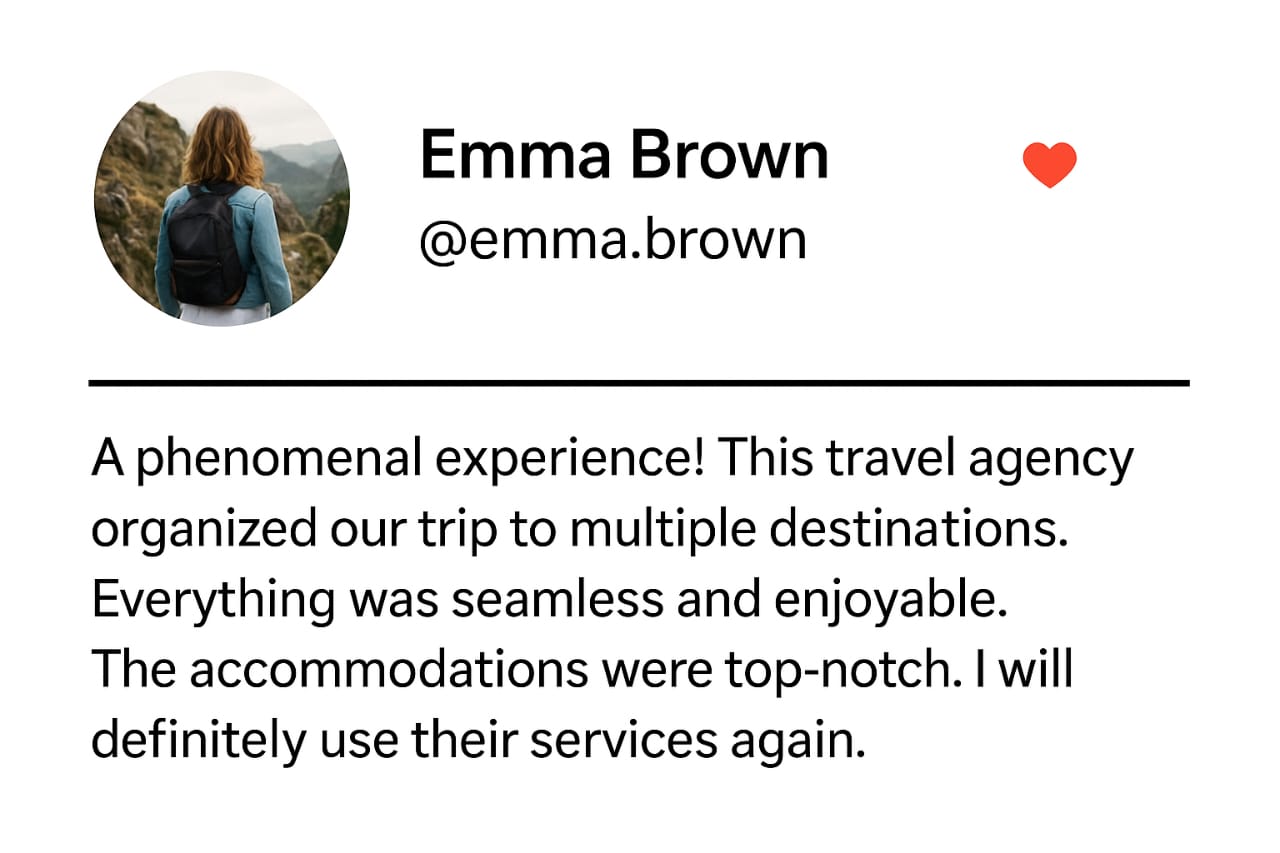 Emma Brown
@emma.brown
A phenomenal experience! This travel agency
organized our trip to multiple destinations.
Everything was seamless and enjoyable.
The accommodations were top-notch. I will
definitely use their services again.